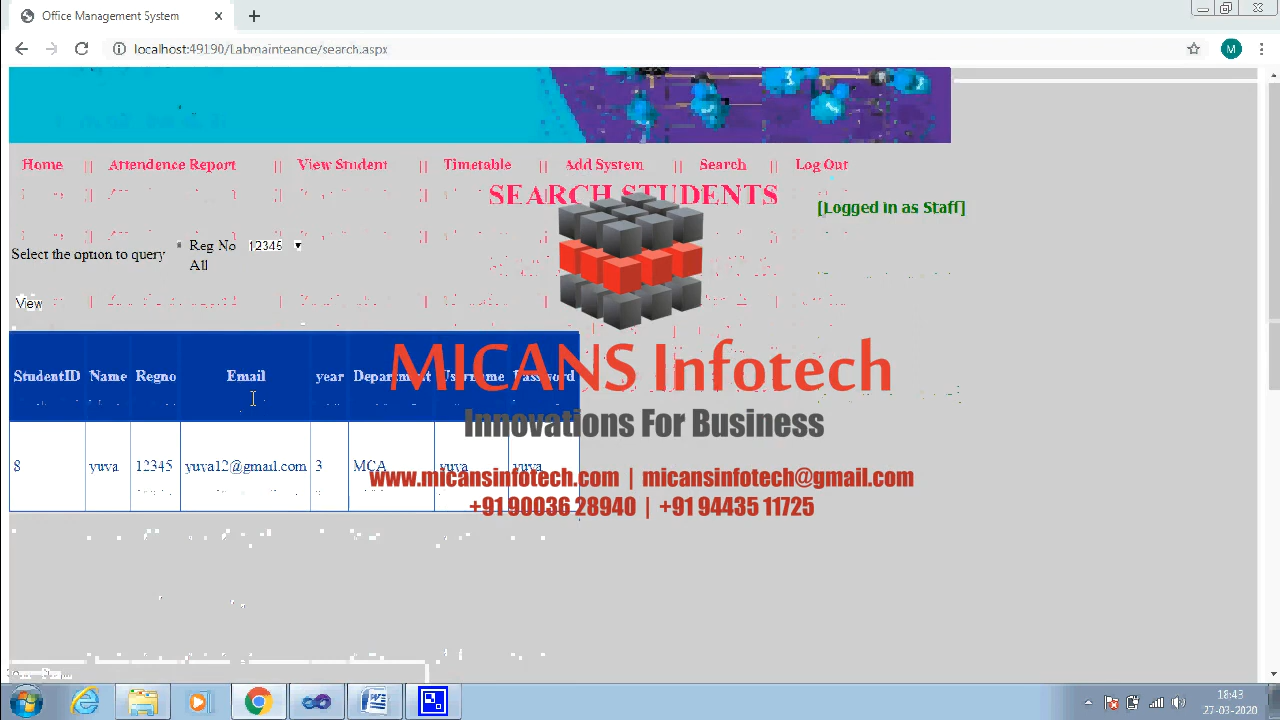 Office Management System
localhost:49190/Labmainteance/search.aspx
M
Home || Attendence Report || View Student || Timetable || Add System || Search || Log Out
SEARCH STUDENTS
[Logged in as Staff]
Select the option to query
Reg No 12345
All
View
StudentID Name Regno Email year Department Username Password
8 yuva 12345 yuva12@gmail.com 3 MCA yuva yuva
MICANS Infotech
Innovations For Business
www.micansinfotech.com | micansinfotech@gmail.com
+91 90036 28940 | +91 94435 11725
18:43
27-03-2020